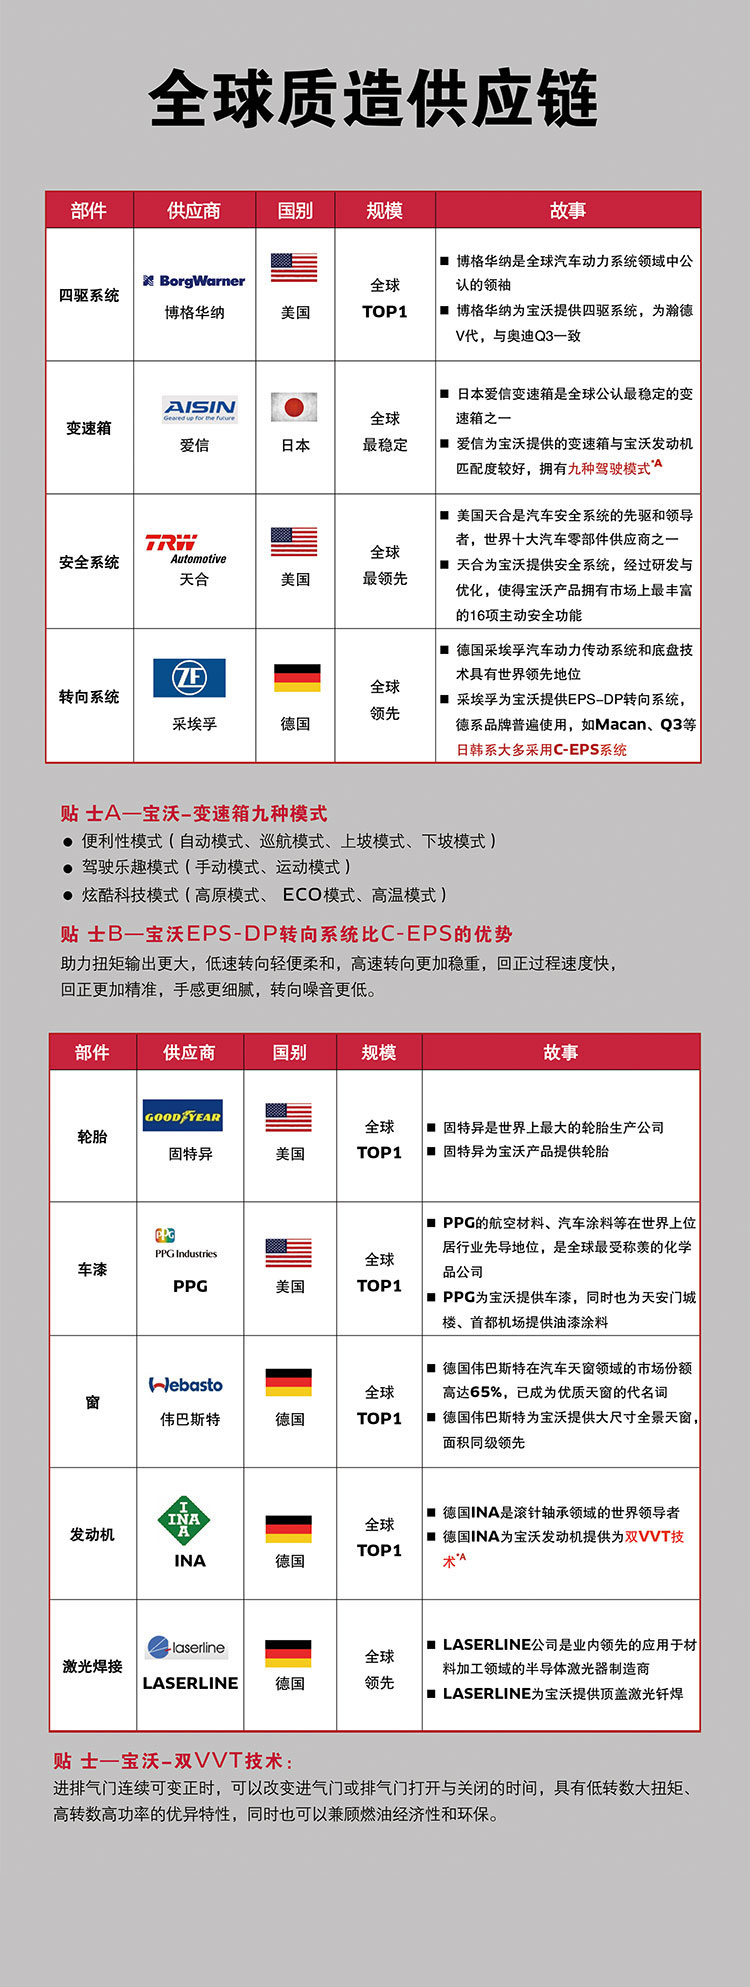 全球质造供应链
部件 供应商 国别 规模 故事
四驱系统
BorgWarner
博格华纳
美国
全球
TOP1
■ 博格华纳是全球汽车动力系统领域中公
认的领袖
■ 博格华纳为宝沃提供四驱系统，为瀚德
V代，与奥迪Q3一致
变速箱
AISIN
Geared up for the future
爱信
日本
全球
最稳定
■ 日本爱信变速箱是全球公认最稳定的变
速箱之一
■ 爱信为宝沃提供的变速箱与宝沃发动机
匹配度较好，拥有九种驾驶模式*A
安全系统
TRW
Automotive
天合
美国
全球
最领先
■ 美国天合是汽车安全系统的先驱和领导
者，世界十大汽车零部件供应商之一
■ 天合为宝沃提供安全系统，经过研发与
优化，使得宝沃产品拥有市场上最丰富
的16项主动安全功能
转向系统
ZF
采埃孚
德国
全球
领先
■ 德国采埃孚汽车动力传动系统和底盘技
术具有世界领先地位
■ 采埃孚为宝沃提供EPS-DP转向系统，
德系品牌普遍使用，如Macan、Q3等
日韩系大多采用C-EPS系统
贴 士A—宝沃-变速箱九种模式
● 便利性模式（自动模式、巡航模式、上坡模式、下坡模式）
● 驾驶乐趣模式（手动模式、运动模式）
● 炫酷科技模式（高原模式、 ECO模式、高温模式）
贴 士B—宝沃EPS-DP转向系统比C-EPS的优势
助力扭矩输出更大，低速转向轻便柔和，高速转向更加稳重，回正过程速度快，
回正更加精准，手感更细腻，转向噪音更低。
部件 供应商 国别 规模 故事
轮胎
GOODYEAR
固特异
美国
全球
TOP1
■ 固特异是世界上最大的轮胎生产公司
■ 固特异为宝沃产品提供轮胎
车漆
PPG
PPG Industries
PPG
美国
全球
TOP1
■ PPG的航空材料、汽车涂料等在世界上位
居行业先导地位，是全球最受称羡的化学
品公司
■ PPG为宝沃提供车漆，同时也为天安门城
楼、首都机场提供油漆涂料
窗
Webasto
伟巴斯特
德国
全球
TOP1
■ 德国伟巴斯特在汽车天窗领域的市场份额
高达65%，已成为优质天窗的代名词
■ 德国伟巴斯特为宝沃提供大尺寸全景天窗，
面积同级领先
发动机
I
INA
A
INA
德国
全球
TOP1
■ 德国INA是滚针轴承领域的世界领导者
■ 德国INA为宝沃发动机提供为双VVT技
术*A
激光焊接
laserline
LASERLINE
德国
全球
领先
■ LASERLINE公司是业内领先的应用于材
料加工领域的半导体激光器制造商
■ LASERLINE为宝沃提供顶盖激光钎焊
贴 士—宝沃-双VVT技术：
进排气门连续可变正时，可以改变进气门或排气门打开与关闭的时间，具有低转数大扭矩、
高转数高功率的优异特性，同时也可以兼顾燃油经济性和环保。